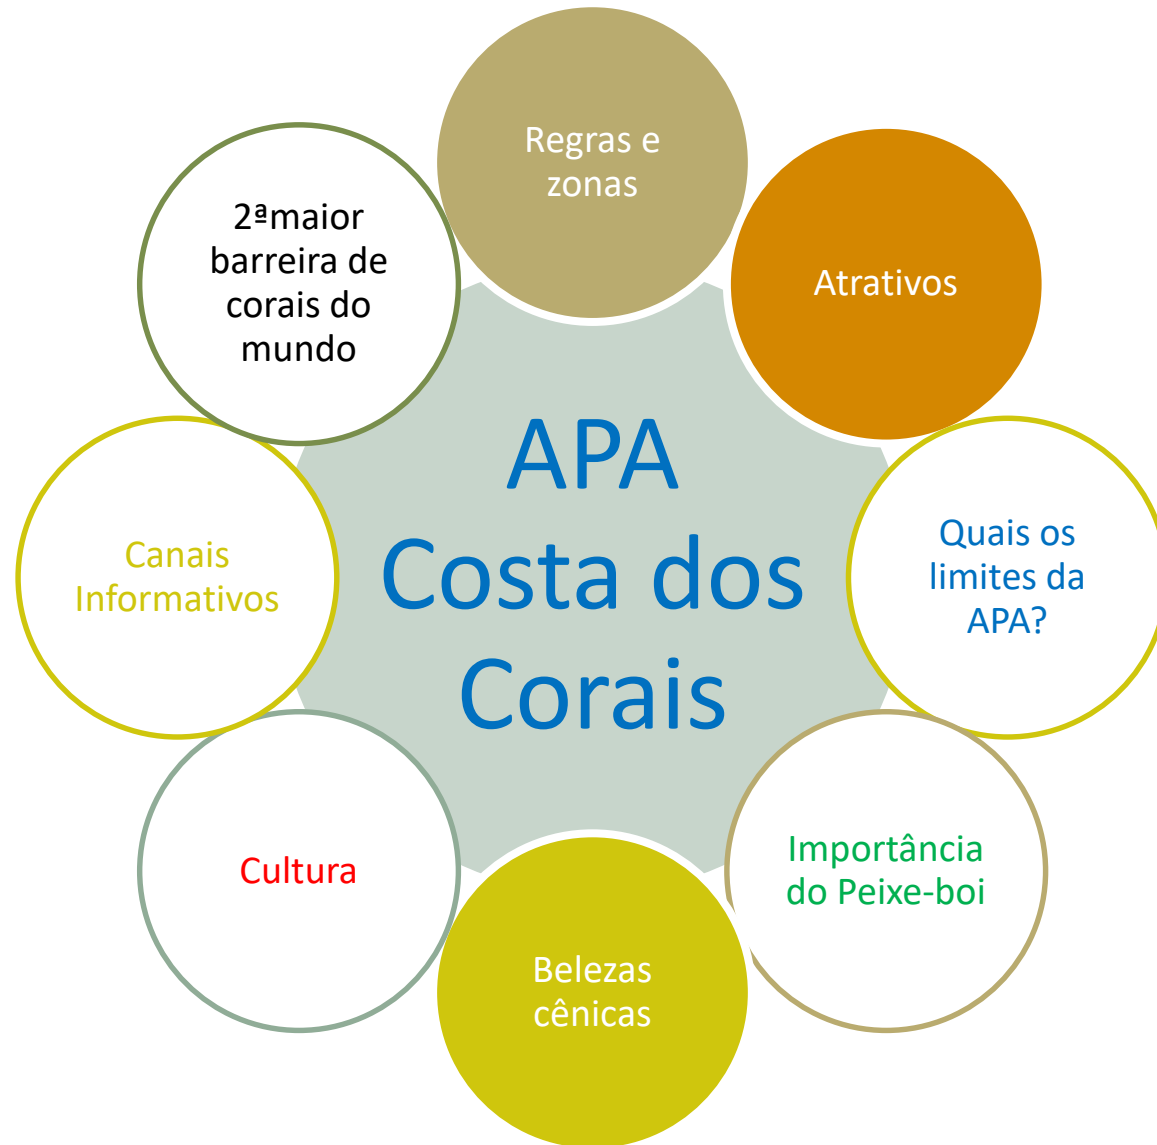 Regras e
zonas
Atrativos
Quais os
limites da
APA?
Importância
do Peixe-boi
Belezas
cênicas
Cultura
Canais
Informativos
2ªmaior
barreira de
corais do
mundo
APA
Costa dos
Corais